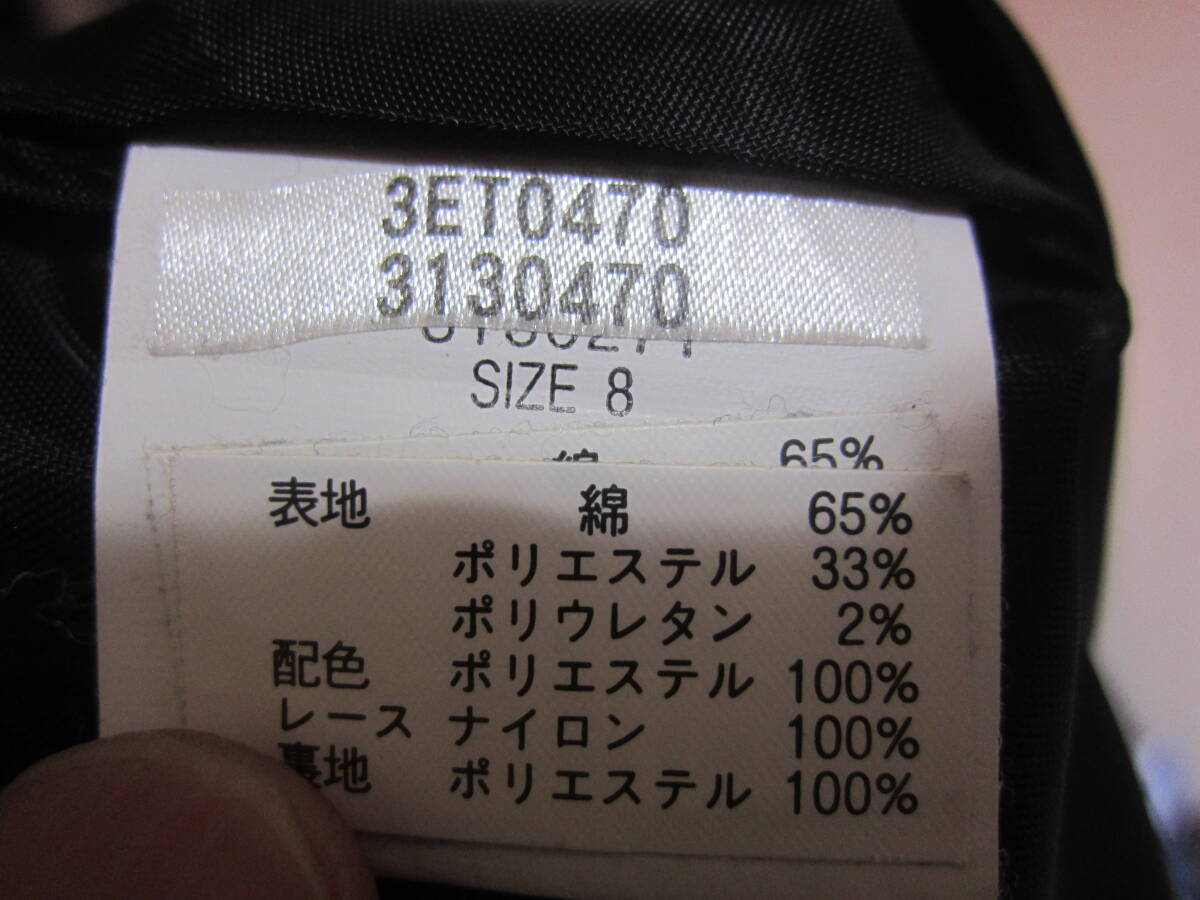 3ET0470
3130470
SIZE 8
綿 65%
表地 綿 65%
ポリエステル 33%
ポリウレタン 2%
配色 ポリエステル 100%
レース ナイロン 100%
裏地 ポリエステル 100%